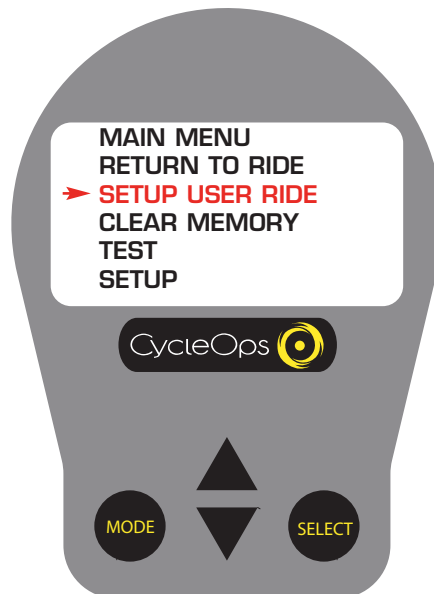 MAIN MENU
RETURN TO RIDE
SETUP USER RIDE
CLEAR MEMORY
TEST
SETUP
CycleOps
MODE
SELECT